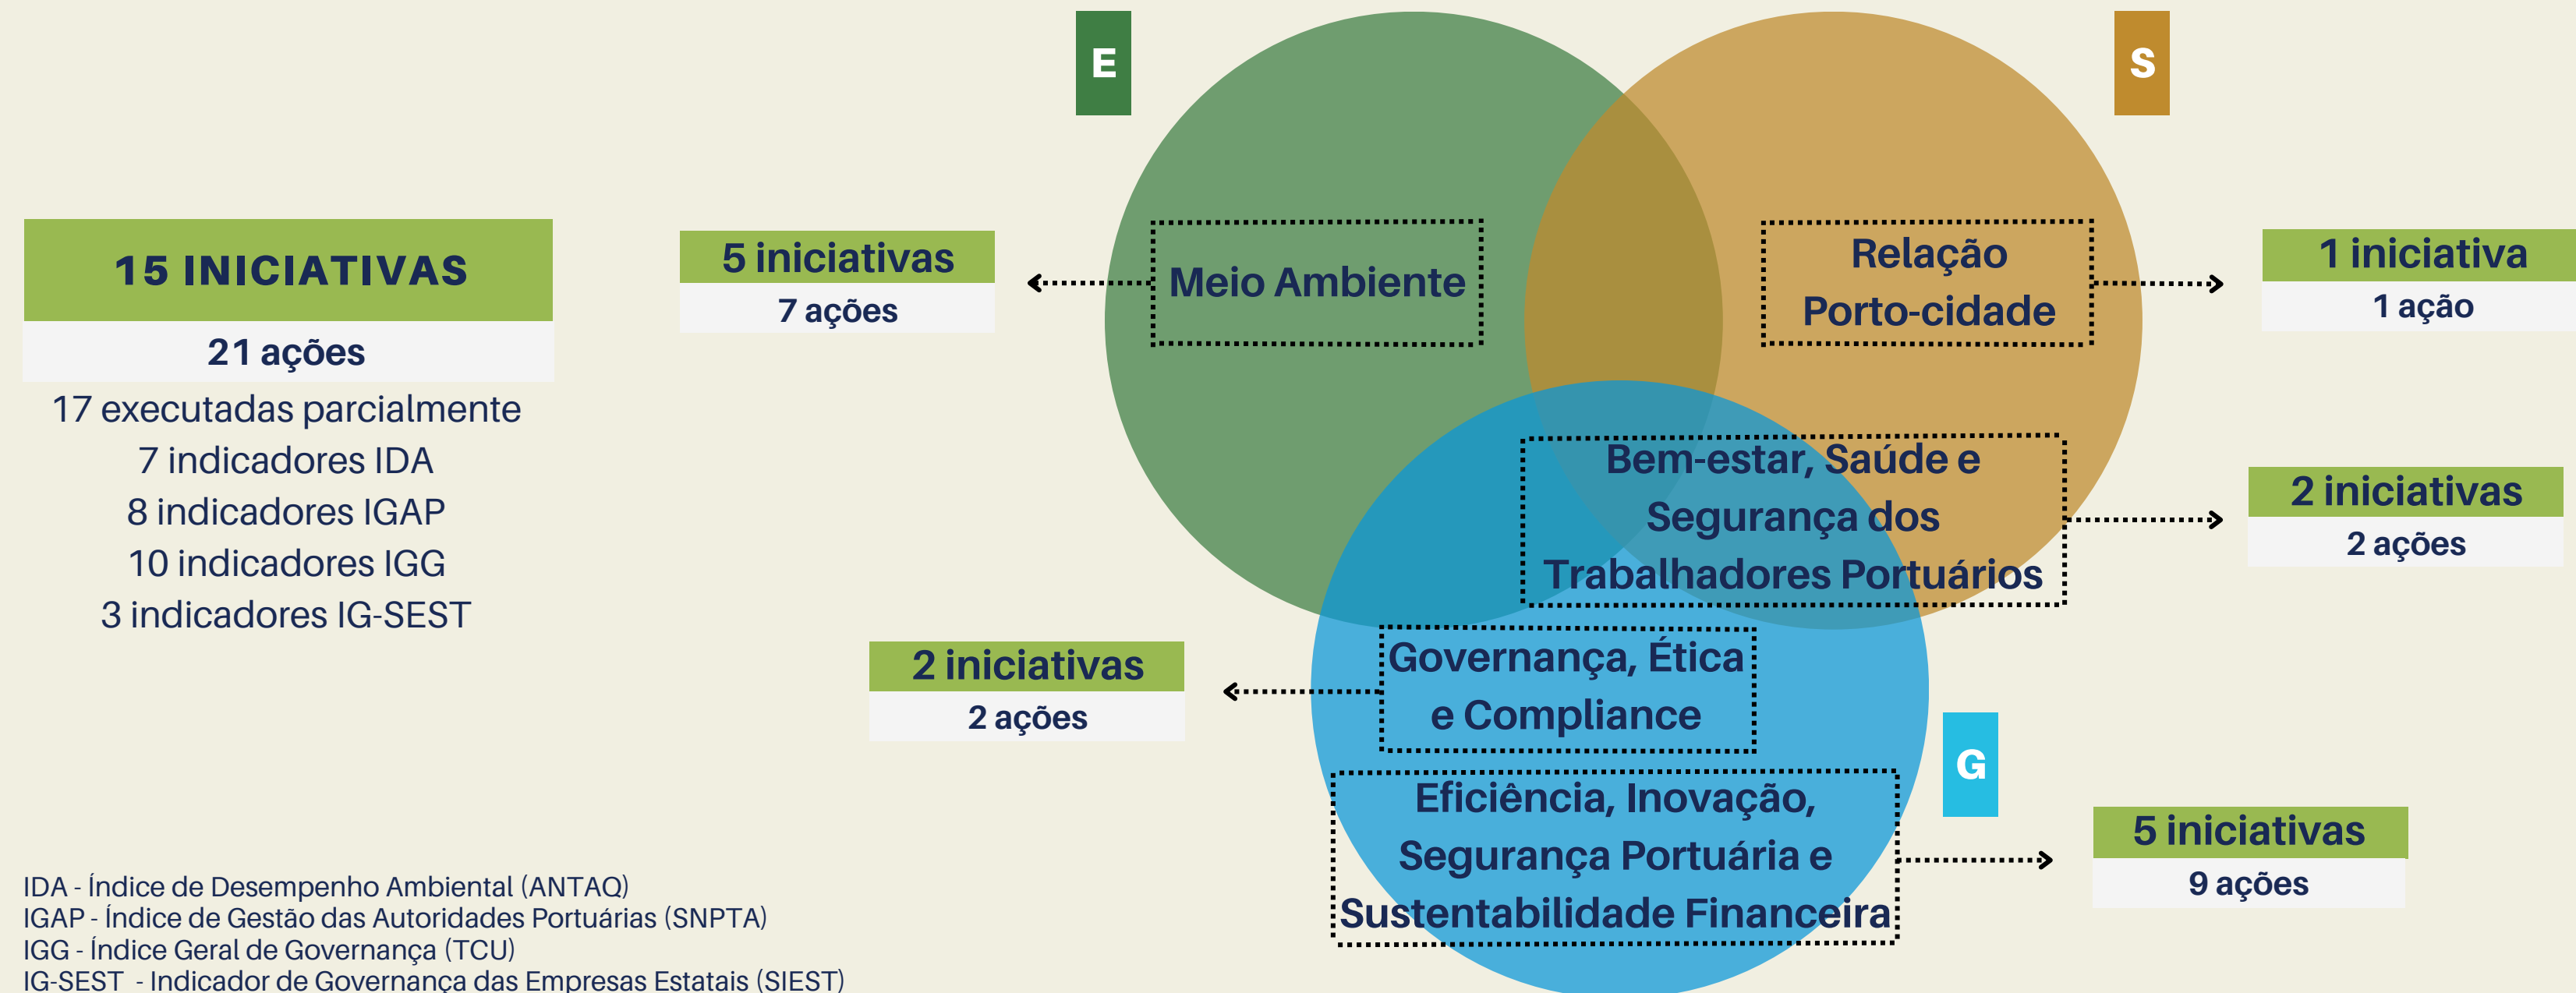 E
S
15 INICIATIVAS
21 ações
17 executadas parcialmente
7 indicadores IDA
8 indicadores IGAP
10 indicadores IGG
3 indicadores IG-SEST
5 iniciativas
7 ações
Meio Ambiente
Relação
Porto-cidade
1 iniciativa
1 ação
Bem-estar, Saúde e
Segurança dos
Trabalhadores Portuários
2 iniciativas
2 ações
2 iniciativas
2 ações
Governança, Ética
e Compliance
G
Eficiência, Inovação,
Segurança Portuária e
Sustentabilidade Financeira
5 iniciativas
9 ações
IDA - Índice de Desempenho Ambiental (ANTAQ)
IGAP - Índice de Gestão das Autoridades Portuárias (SNPTA)
IGG - Índice Geral de Governança (TCU)
IG-SEST - Indicador de Governança das Empresas Estatais (SIEST)